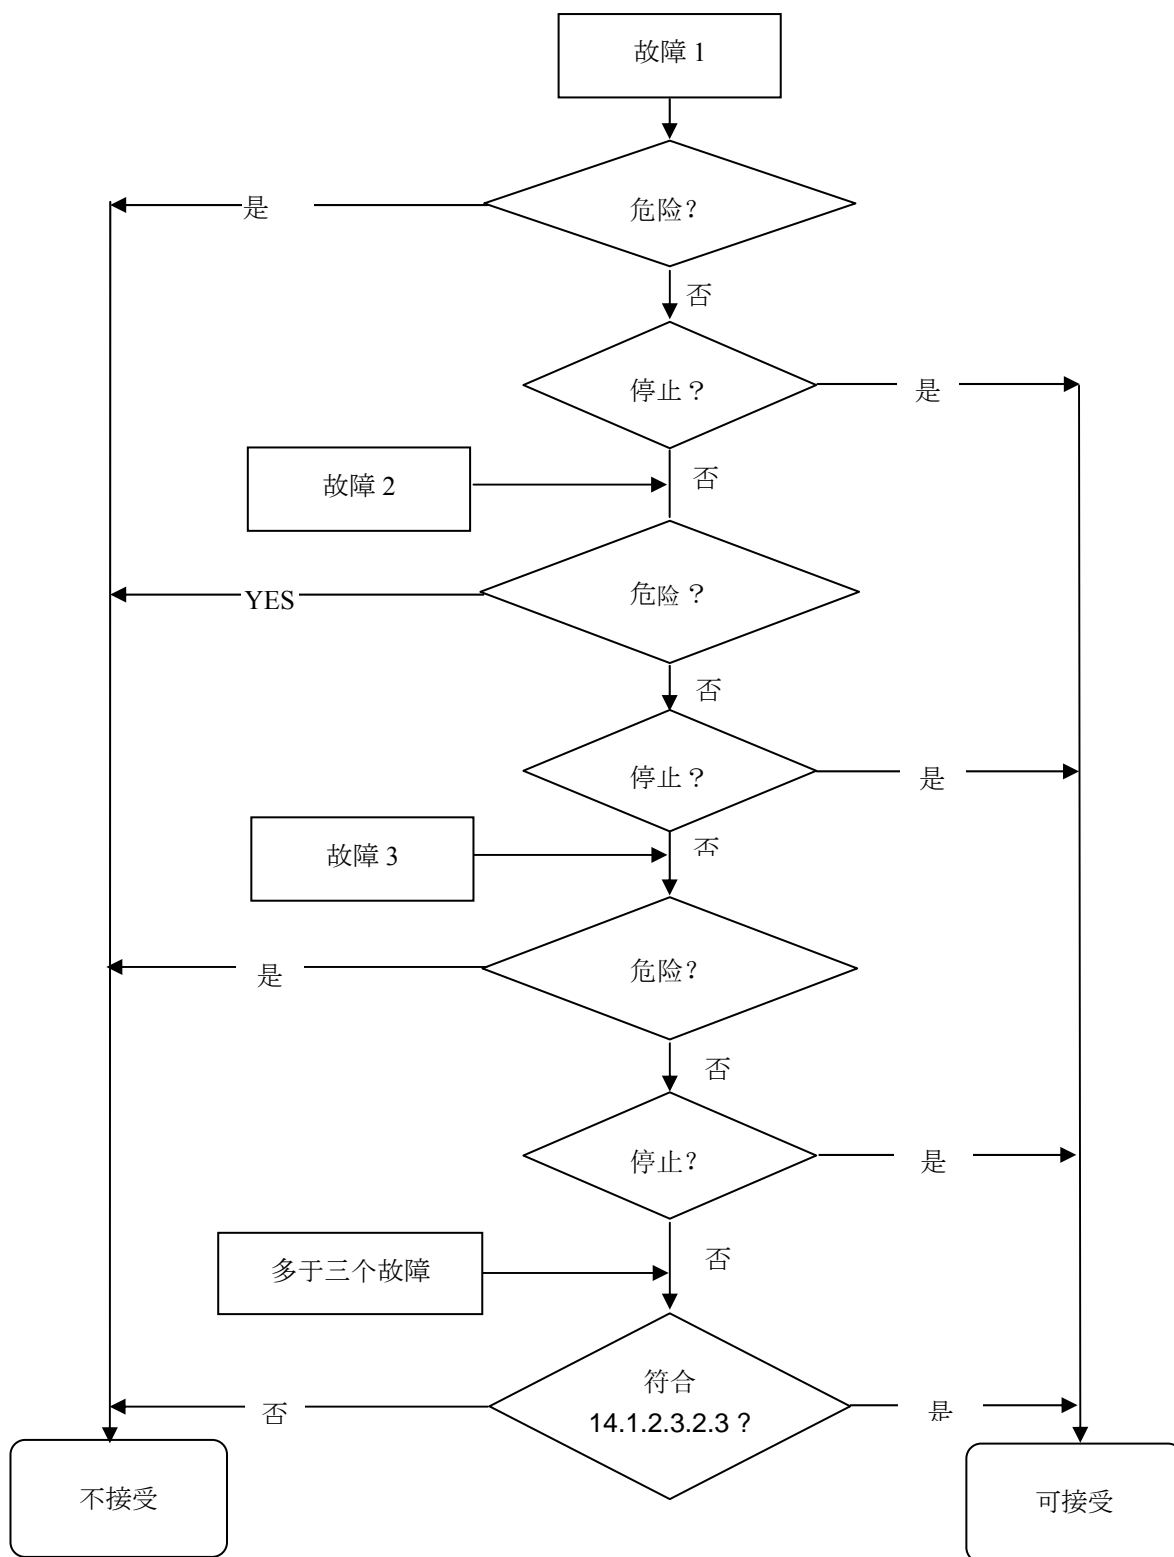 故障 1
危险？
是
否
停止？
是
故障 2
否
危险？
YES
否
停止？
是
故障 3
否
危险？
是
否
停止？
是
多于三个故障
否
符合
14.1.2.3.2.3 ?
否
是
不接受
可接受